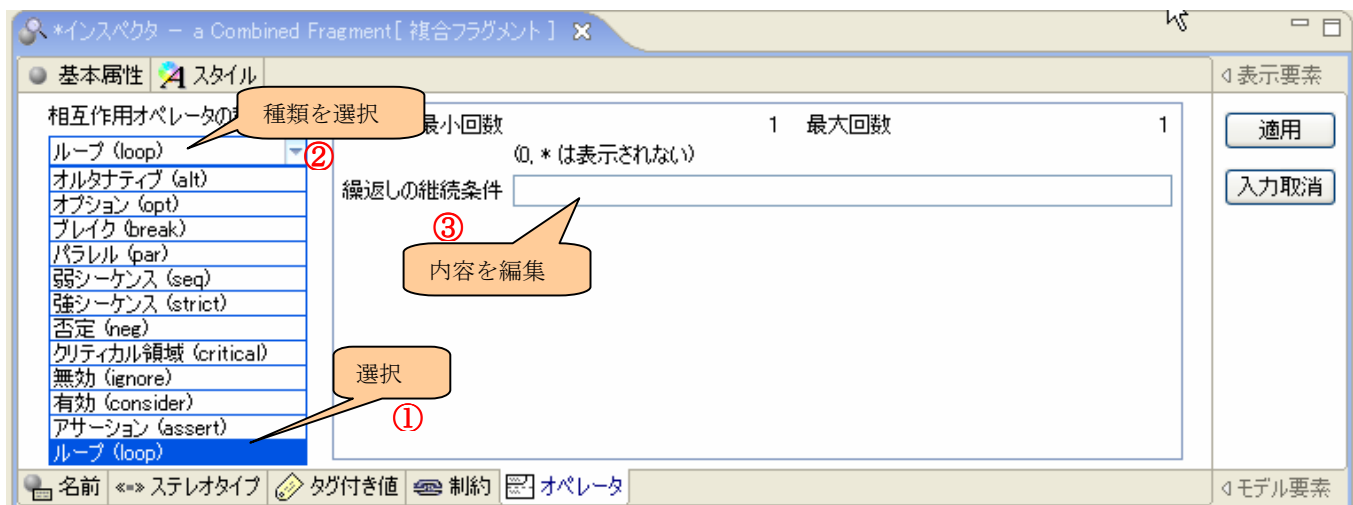 *インスペクタ － a Combined Fragment[ 複合フラグメント ]
基本属性 スタイル
表示要素
相互作用オペレータの
種類を選択
最小回数 1 最大回数 1
適用
ループ (loop)
②
(0, * は表示されない)
オルタナティブ (alt)
繰返しの継続条件
入力取消
オプション (opt)
ブレイク (break)
③
パラレル (par)
内容を編集
弱シーケンス (seq)
強シーケンス (strict)
否定 (neg)
クリティカル領域 (critical)
無効 (ignore)
選択
有効 (consider)
①
アサーション (assert)
ループ (loop)
名前 «=» ステレオタイプ タグ付き値 制約 オペレータ
モデル要素